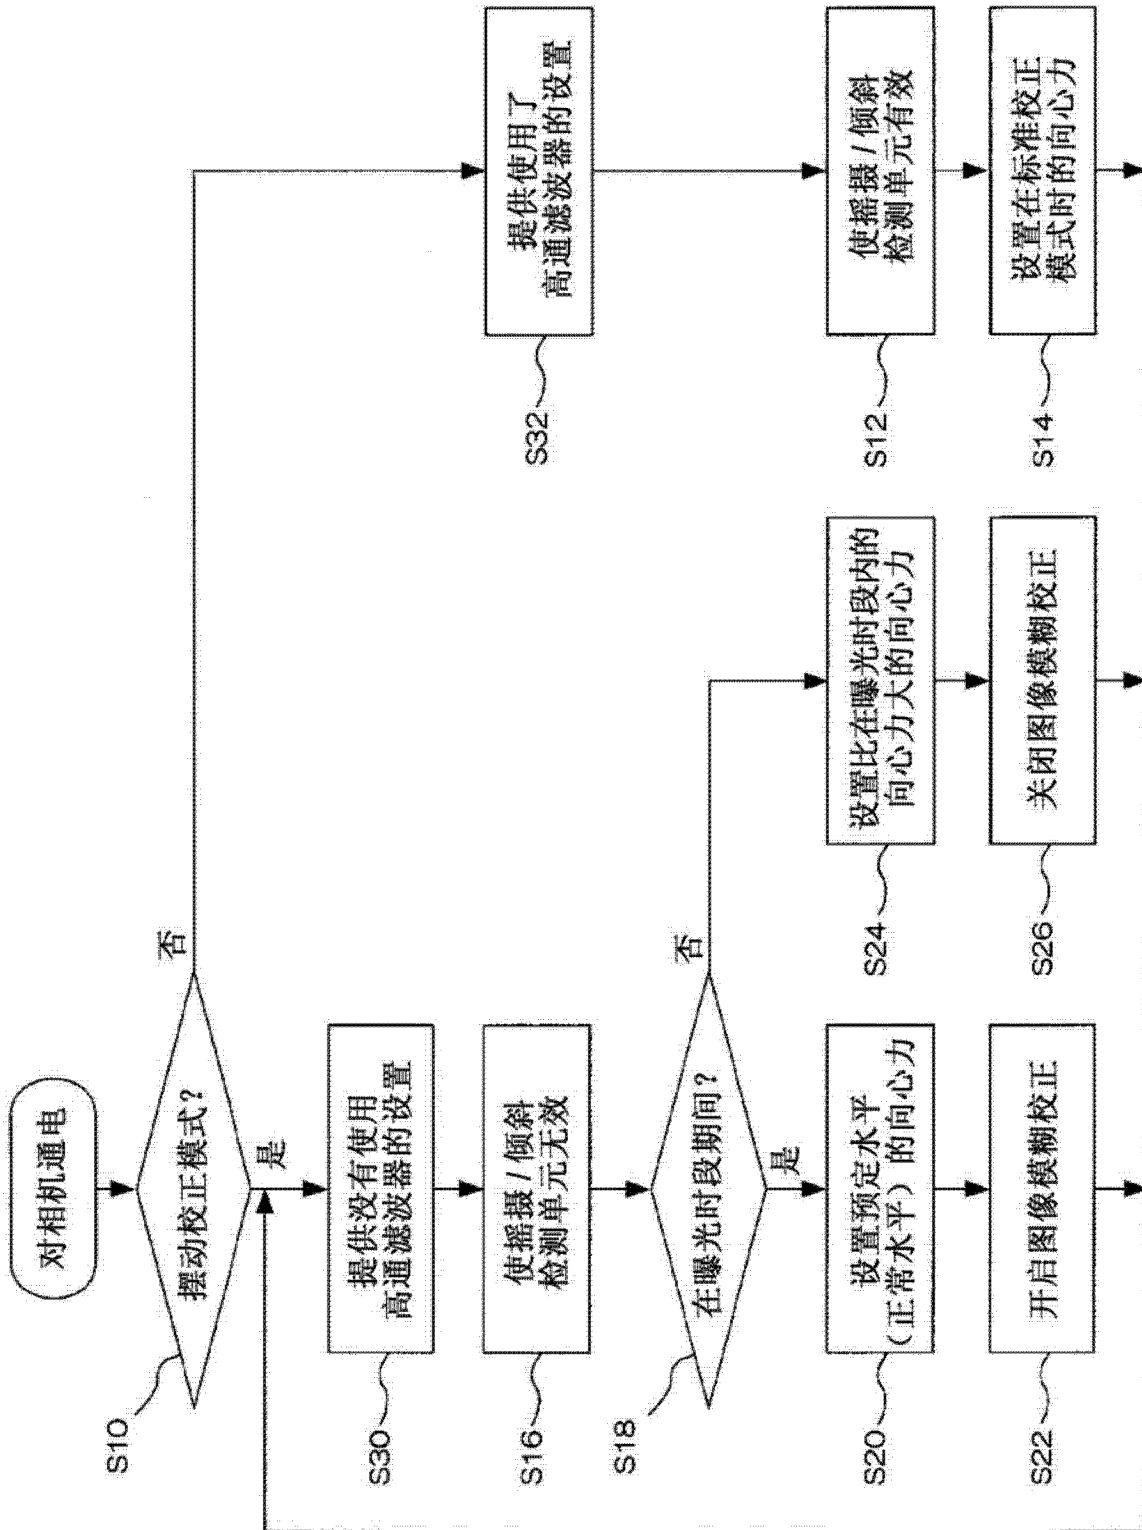 对相机通电
摆动校正模式？
S10
是
否
提供没有使用
高通滤波器的设置
S30
使摇摄/倾斜
检测单元无效
S16
在曝光时段期间？
S18
是
否
设置预定水平
（正常水平）的向心力
S20
开启图像模糊校正
S22
设置比在曝光时段内的
向心力大的向心力
S24
关闭图像模糊校正
S26
提供使用了
高通滤波器的设置
S32
使摇摄/倾斜
检测单元有效
S12
设置在标准校正
模式时的向心力
S14